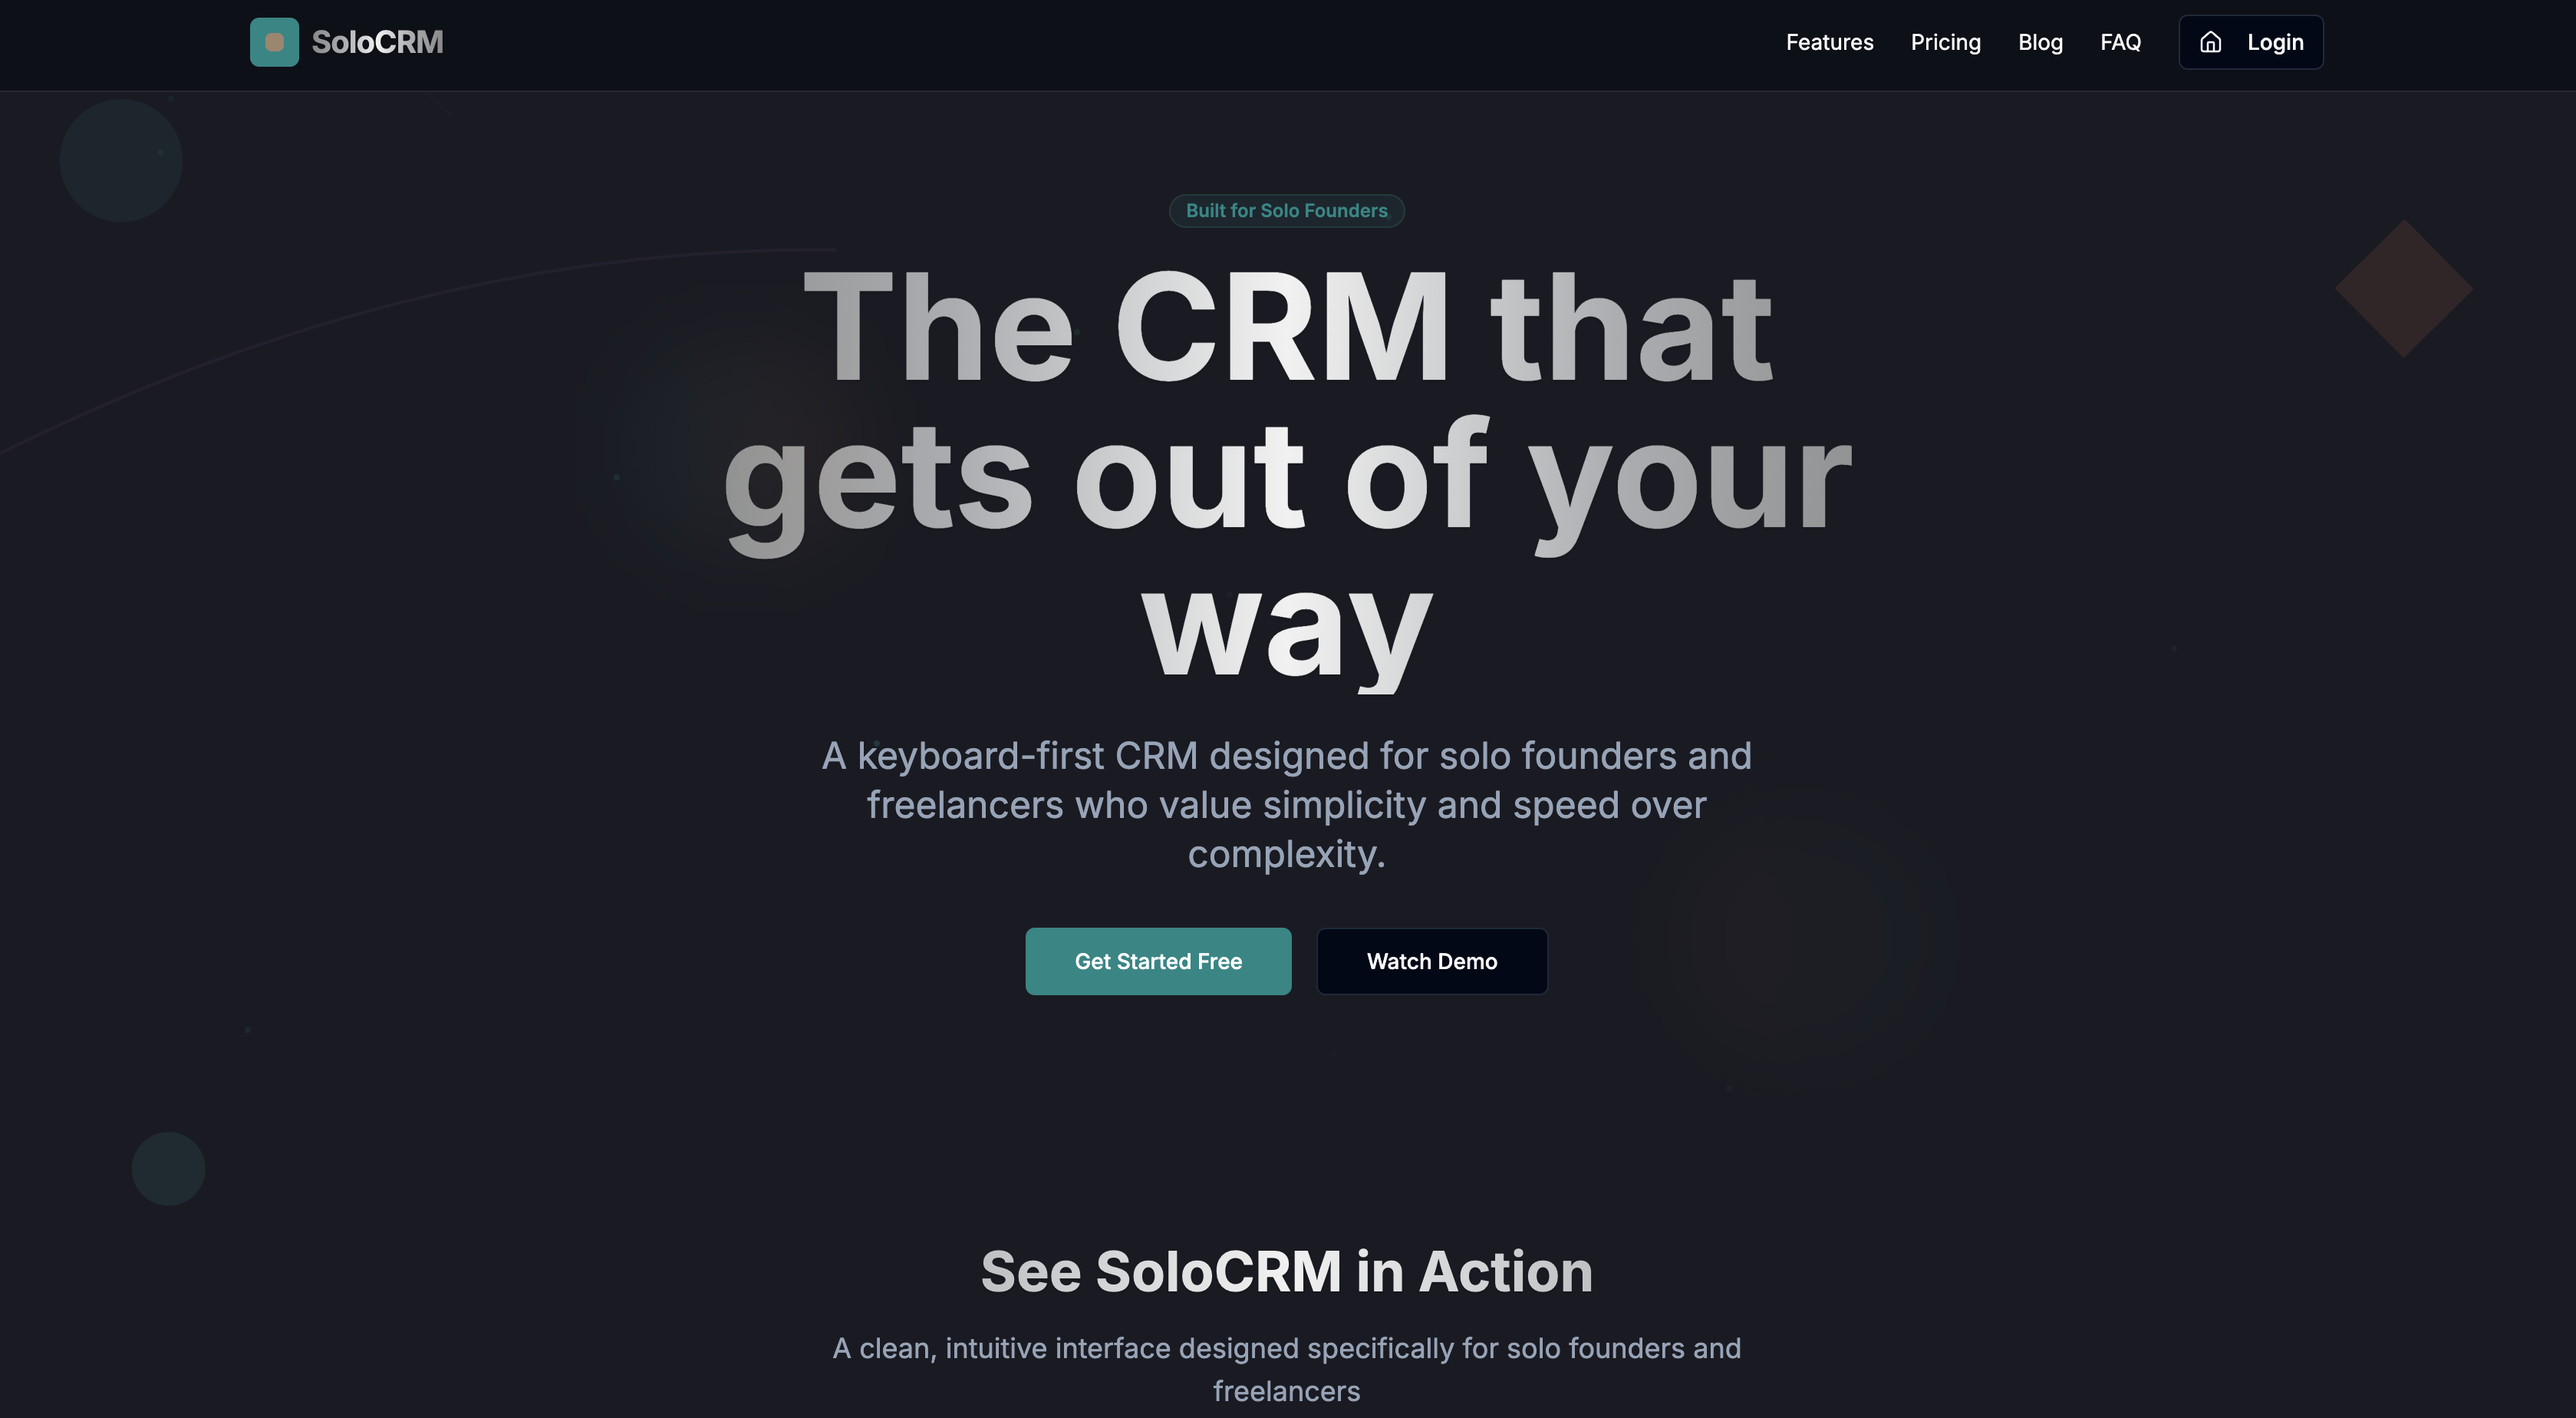 SoloCRM
Features
Pricing
Blog
FAQ
Login
Built for Solo Founders
The CRM that
gets out of your
way
A keyboard-first CRM designed for solo founders and
freelancers who value simplicity and speed over
complexity.
Get Started Free
Watch Demo
See SoloCRM in Action
A clean, intuitive interface designed specifically for solo founders and
freelancers